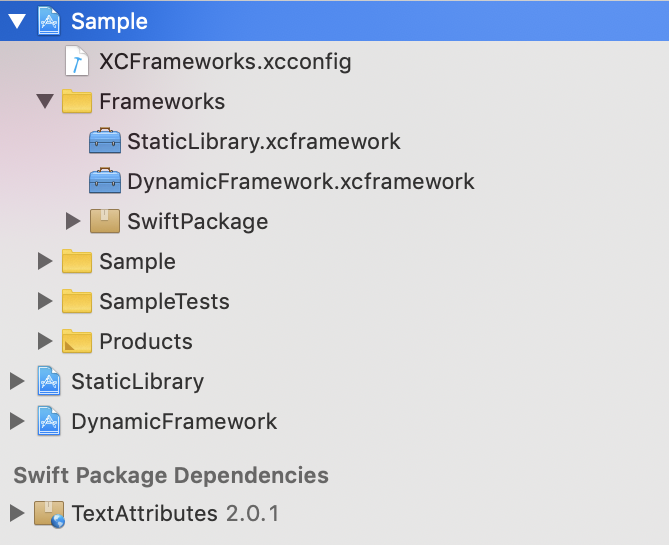 Sample
XCFrameworks.xcconfig
Frameworks
StaticLibrary.xcframework
DynamicFramework.xcframework
SwiftPackage
Sample
SampleTests
Products
StaticLibrary
DynamicFramework
Swift Package Dependencies
TextAttributes 2.0.1